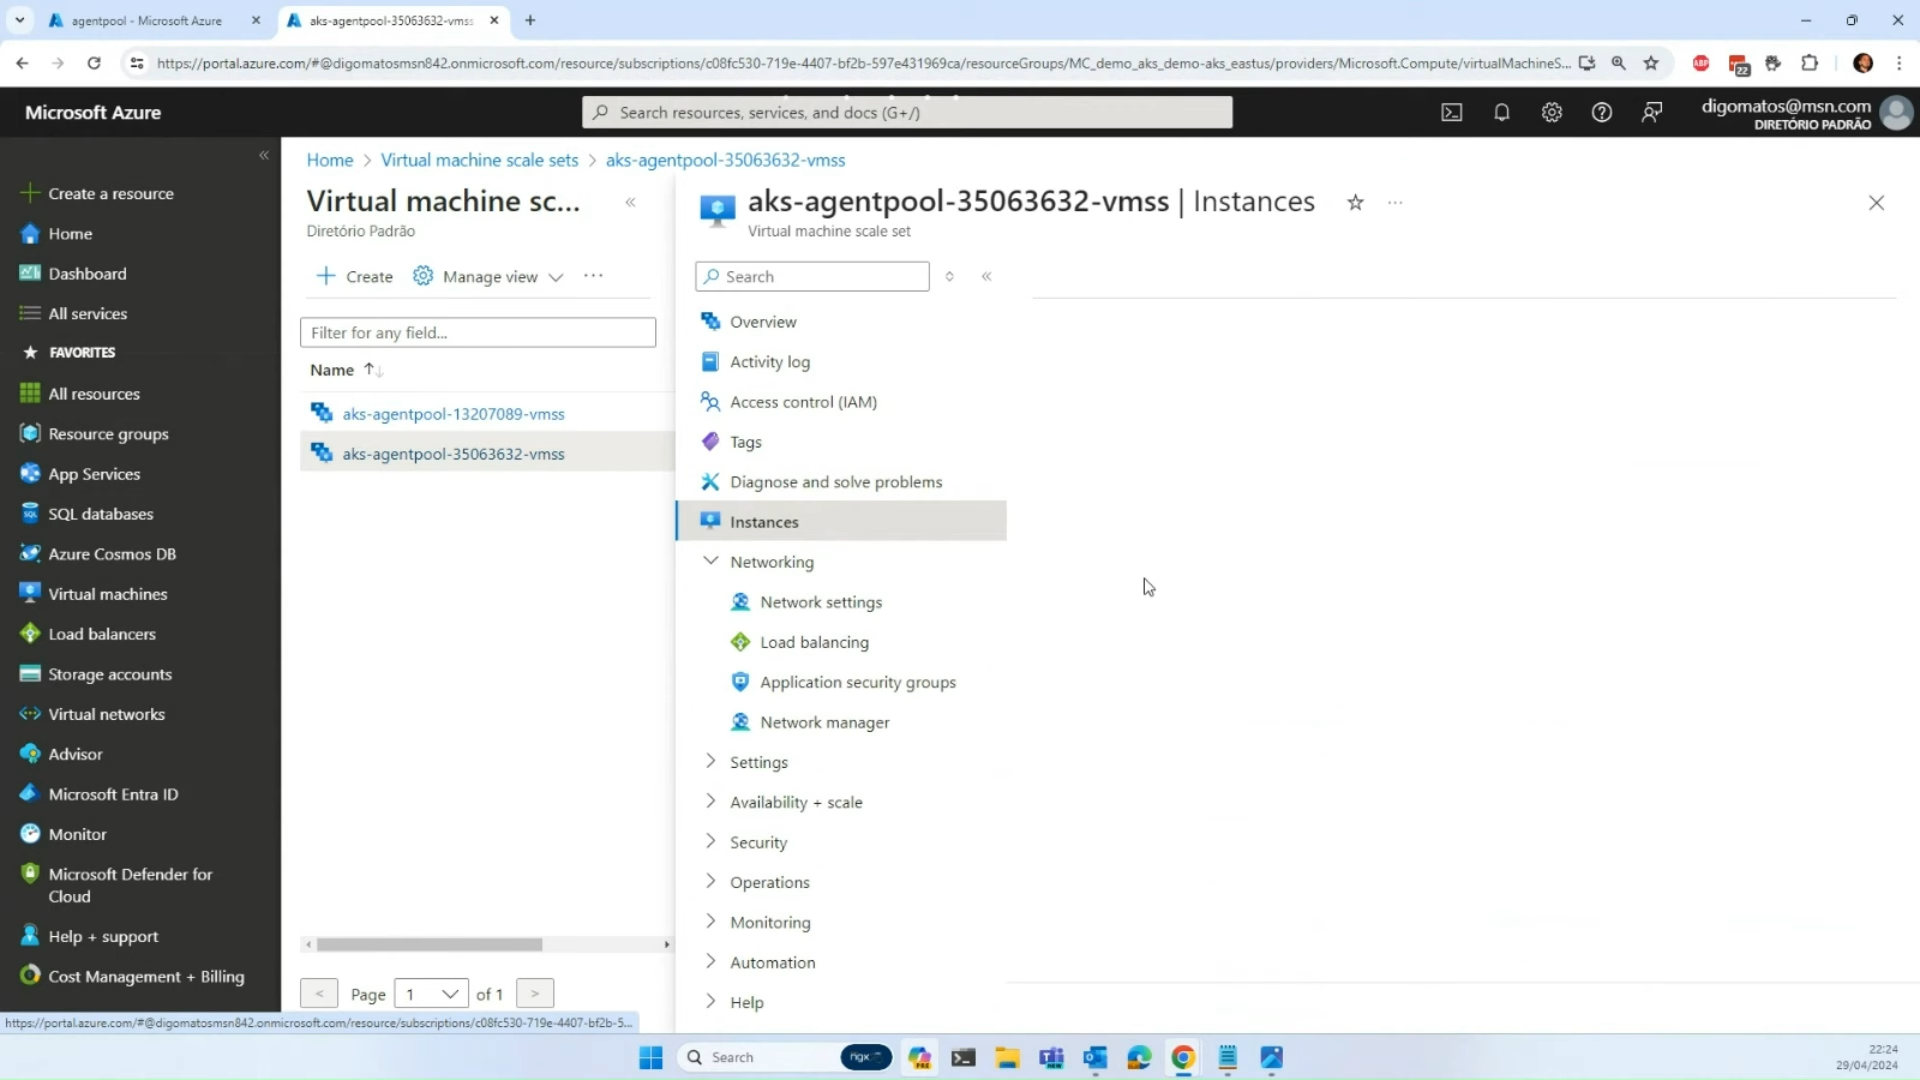 agentpool - Microsoft Azure
aks-agentpool-35063632-vmss
https://portal.azure.com/#@digomatosmsn842.onmicrosoft.com/resource/subscriptions/c08fc530-719e-4407-bf2b-597e431969ca/resourceGroups/MC_demo_aks_demo-aks_eastus/providers/Microsoft.Compute/virtualMachineS...
ABP
22
Microsoft Azure
Search resources, services, and docs (G+/)
digomatos@msn.com
DIRETÓRIO PADRÃO
Create a resource
Home
Dashboard
All services
FAVORITES
All resources
Resource groups
App Services
SQL databases
Azure Cosmos DB
Virtual machines
Load balancers
Storage accounts
Virtual networks
Advisor
Microsoft Entra ID
Monitor
Microsoft Defender for
Cloud
Help + support
Cost Management + Billing
Home > Virtual machine scale sets > aks-agentpool-35063632-vmss
Virtual machine sc...
Diretório Padrão
Create
Manage view
Filter for any field...
Name
aks-agentpool-13207089-vmss
aks-agentpool-35063632-vmss
< Page 1 of 1 >
aks-agentpool-35063632-vmss | Instances
Virtual machine scale set
Search
Overview
Activity log
Access control (IAM)
Tags
Diagnose and solve problems
Instances
Networking
Network settings
Load balancing
Application security groups
Network manager
Settings
Availability + scale
Security
Operations
Monitoring
Automation
Help
https://portal.azure.com/#@digomatosmsn842.onmicrosoft.com/resource/subscriptions/c08fc530-719e-4407-bf2b-5...
Search
22:24
29/04/2024